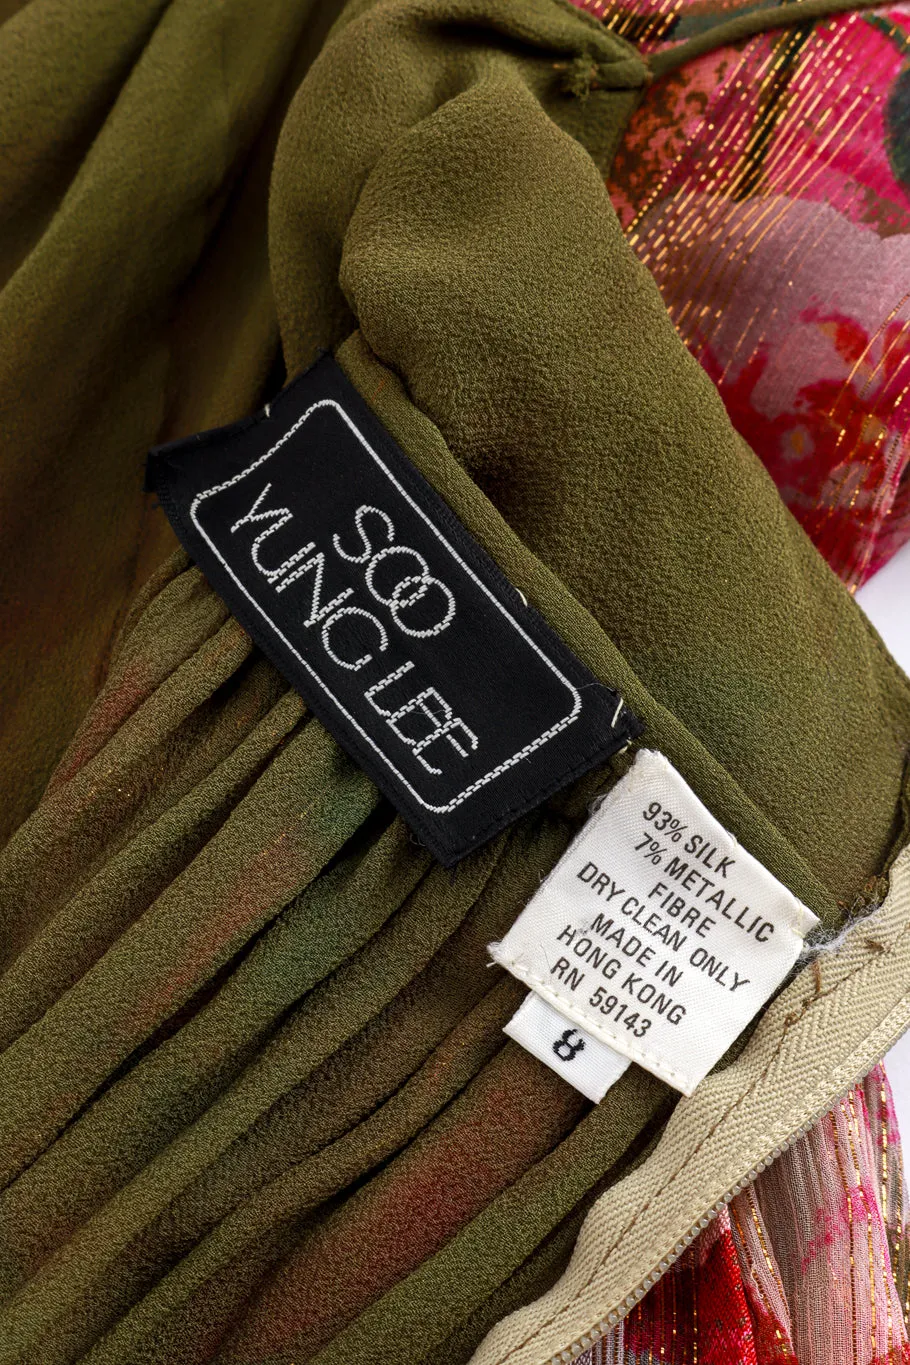 SOO
YUNG LEE
93% SILK
7% METALLIC
FIBRE
DRY CLEAN ONLY
MADE IN
HONG KONG
RN 59143
8